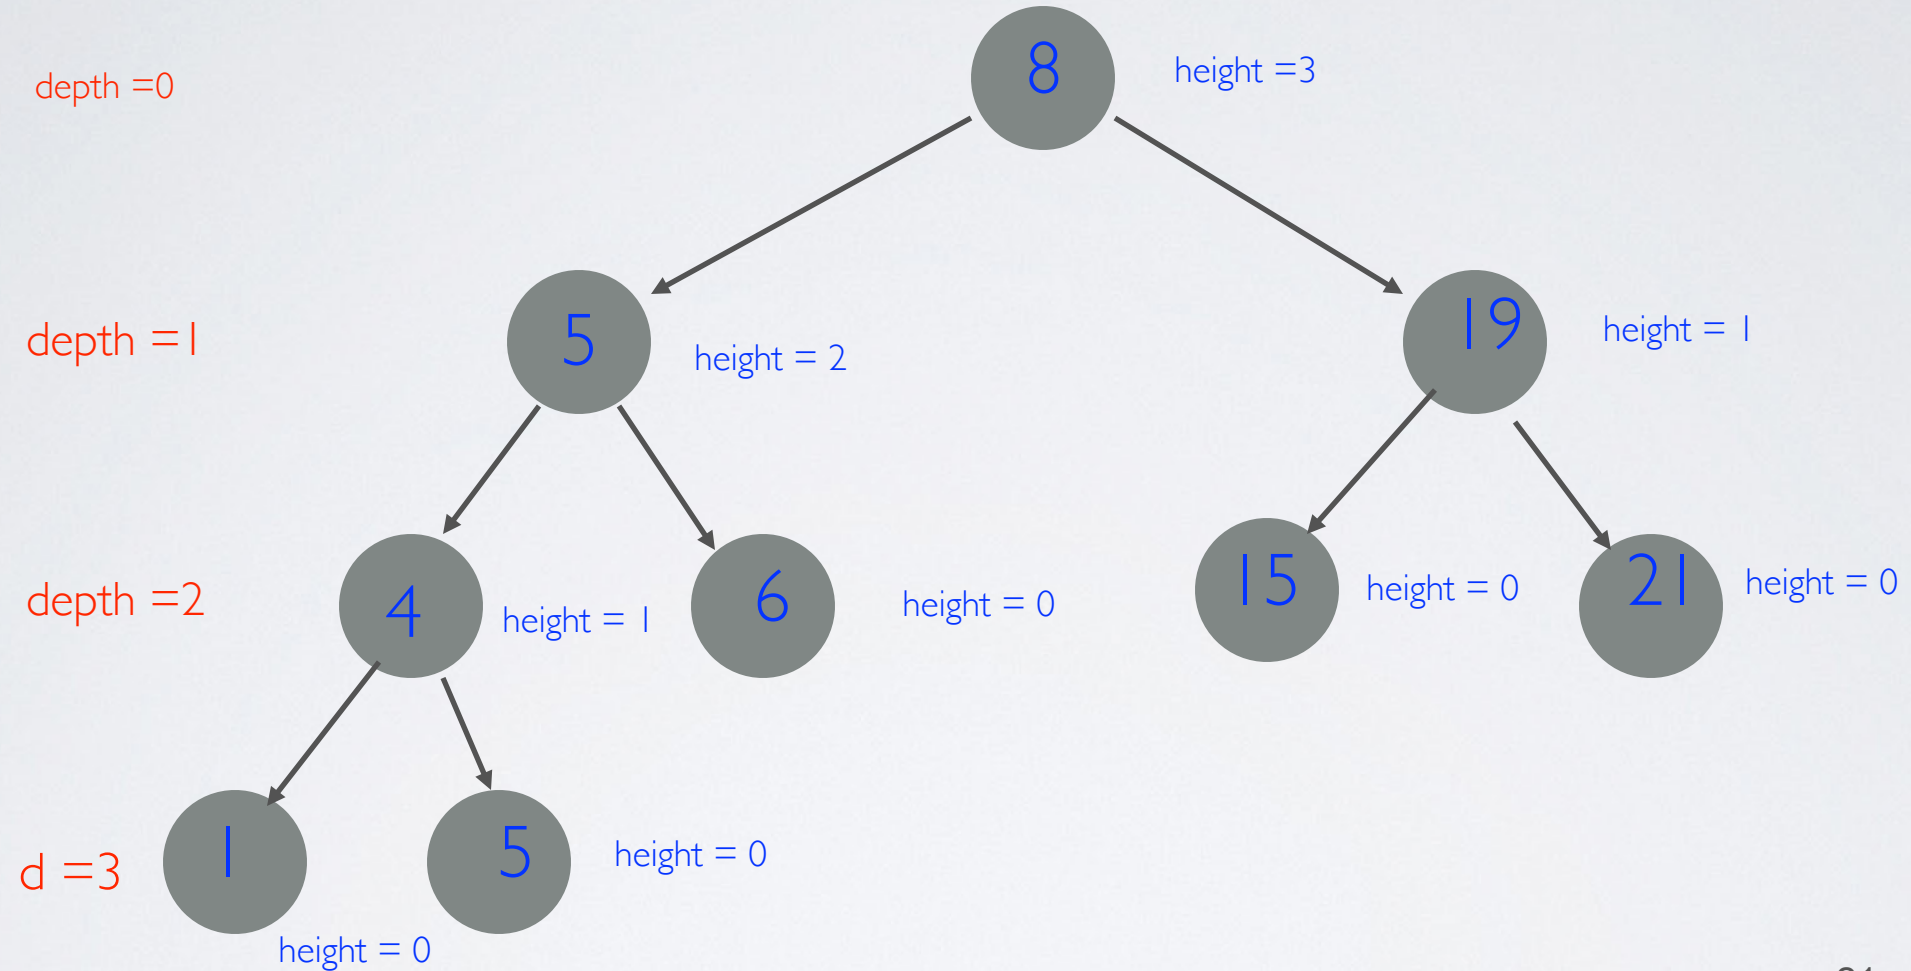 8
depth =0
height =3
5
19
depth =1
height = 2
height = 1
4
6
15
21
depth =2
height = 1
height = 0
height = 0
height = 0
1
5
d =3
height = 0
height = 0